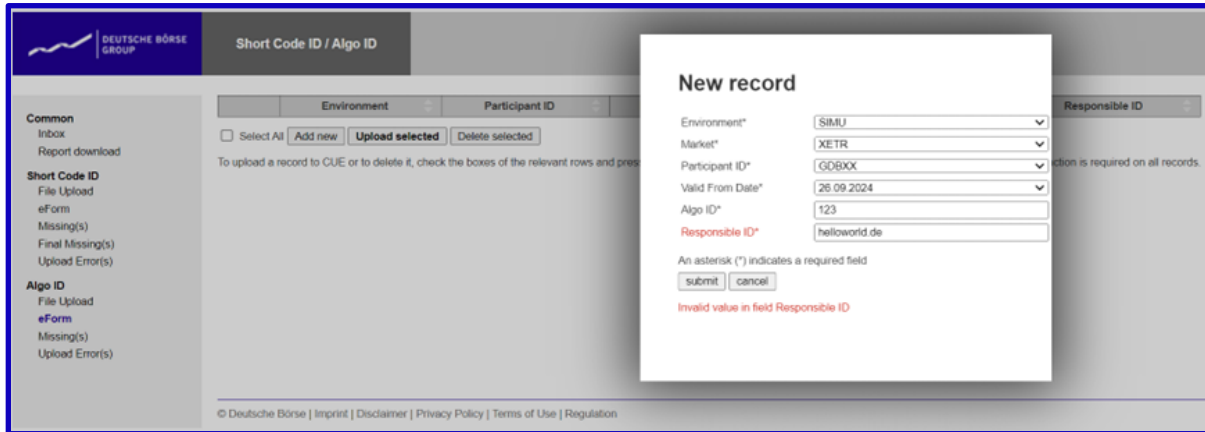 DEUTSCHE BÖRSE
GROUP
Short Code ID / Algo ID
Common
Inbox
Report download
Short Code ID
File Upload
eForm
Missing(s)
Final Missing(s)
Upload Error(s)
Algo ID
File Upload
eForm
Missing(s)
Upload Error(s)
Environment Participant ID Responsible ID
Select All Add new Upload selected Delete selected
To upload a record to CUE or to delete it, check the boxes of the relevant rows and pres ction is required on all records.
New record
Environment* SIMU
Market* XETR
Participant ID* GDBXX
Valid From Date* 26.09.2024
Algo ID* 123
Responsible ID* helloworld.de
An asterisk (*) indicates a required field
submit cancel
Invalid value in field Responsible ID
© Deutsche Börse | Imprint | Disclaimer | Privacy Policy | Terms of Use | Regulation